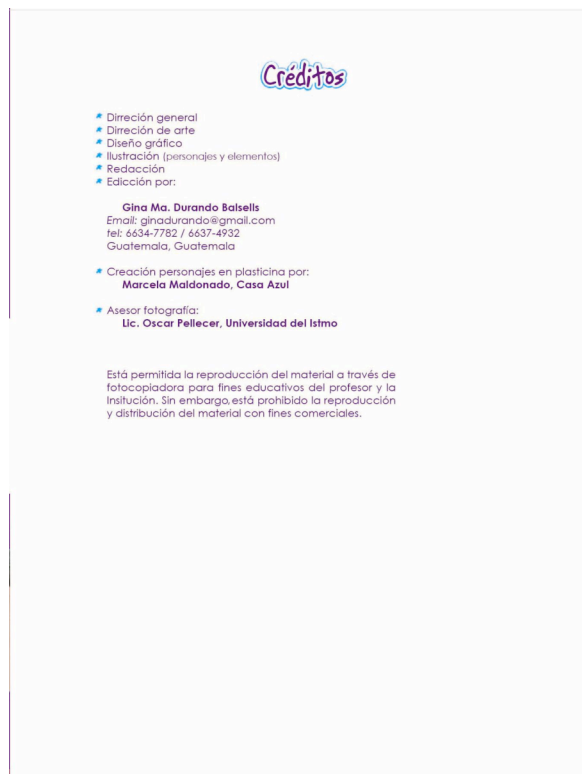 Créditos
Dirreción general
Dirreción de arte
Diseño gráfico
Ilustración (personajes y elementos)
Redacción
Edicción por:
Gina Ma. Durando Balsells
Email: ginadurando@gmail.com
tel: 6634-7782 / 6637-4932
Guatemala, Guatemala
Creación personajes en plasticina por:
Marcela Maldonado, Casa Azul
Asesor fotografía:
Lic. Oscar Pellecer, Universidad del Istmo
Está permitida la reproducción del material a través de
fotocopiadora para fines educativos del profesor y la
Insitución. Sin embargo, está prohibido la reproducción
y distribución del material con fines comerciales.